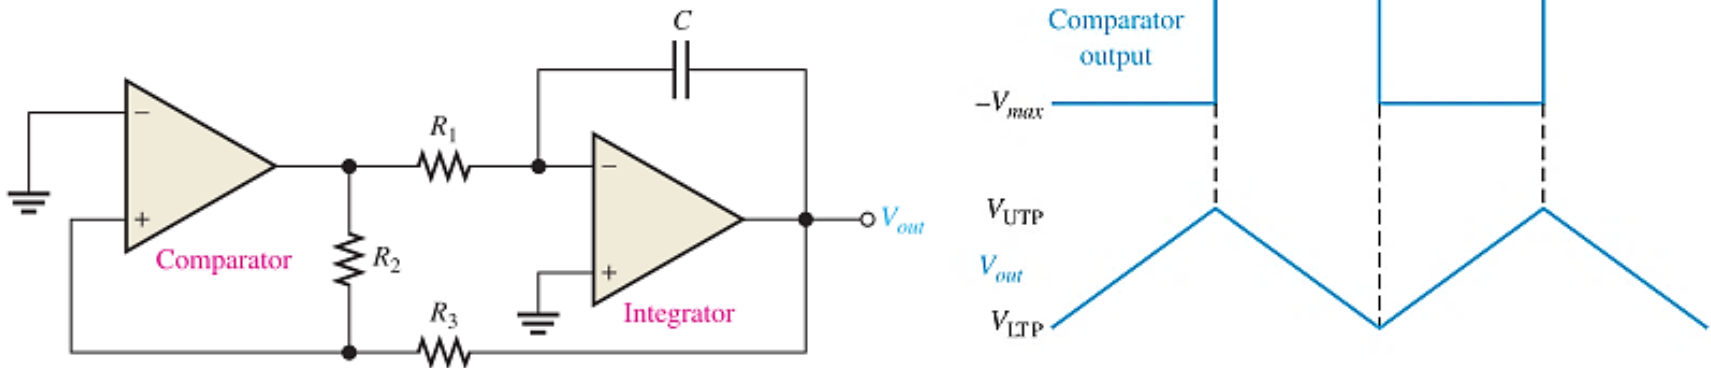 C
−
+
R1
R2
R3
Comparator
−
+
Integrator
Vout
Comparator
output
−Vmax
VUTP
Vout
VLTP